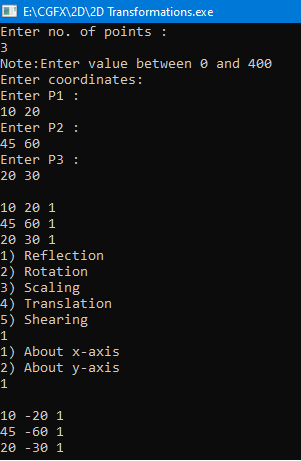 E:\CGFX\2D\2D Transformations.exe
Enter no. of points :
3
Note:Enter value between 0 and 400
Enter coordinates:
Enter P1 :
10 20
Enter P2 :
45 60
Enter P3 :
20 30
10 20 1
45 60 1
20 30 1
1) Reflection
2) Rotation
3) Scaling
4) Translation
5) Shearing
1
1) About x-axis
2) About y-axis
1
10 -20 1
45 -60 1
20 -30 1